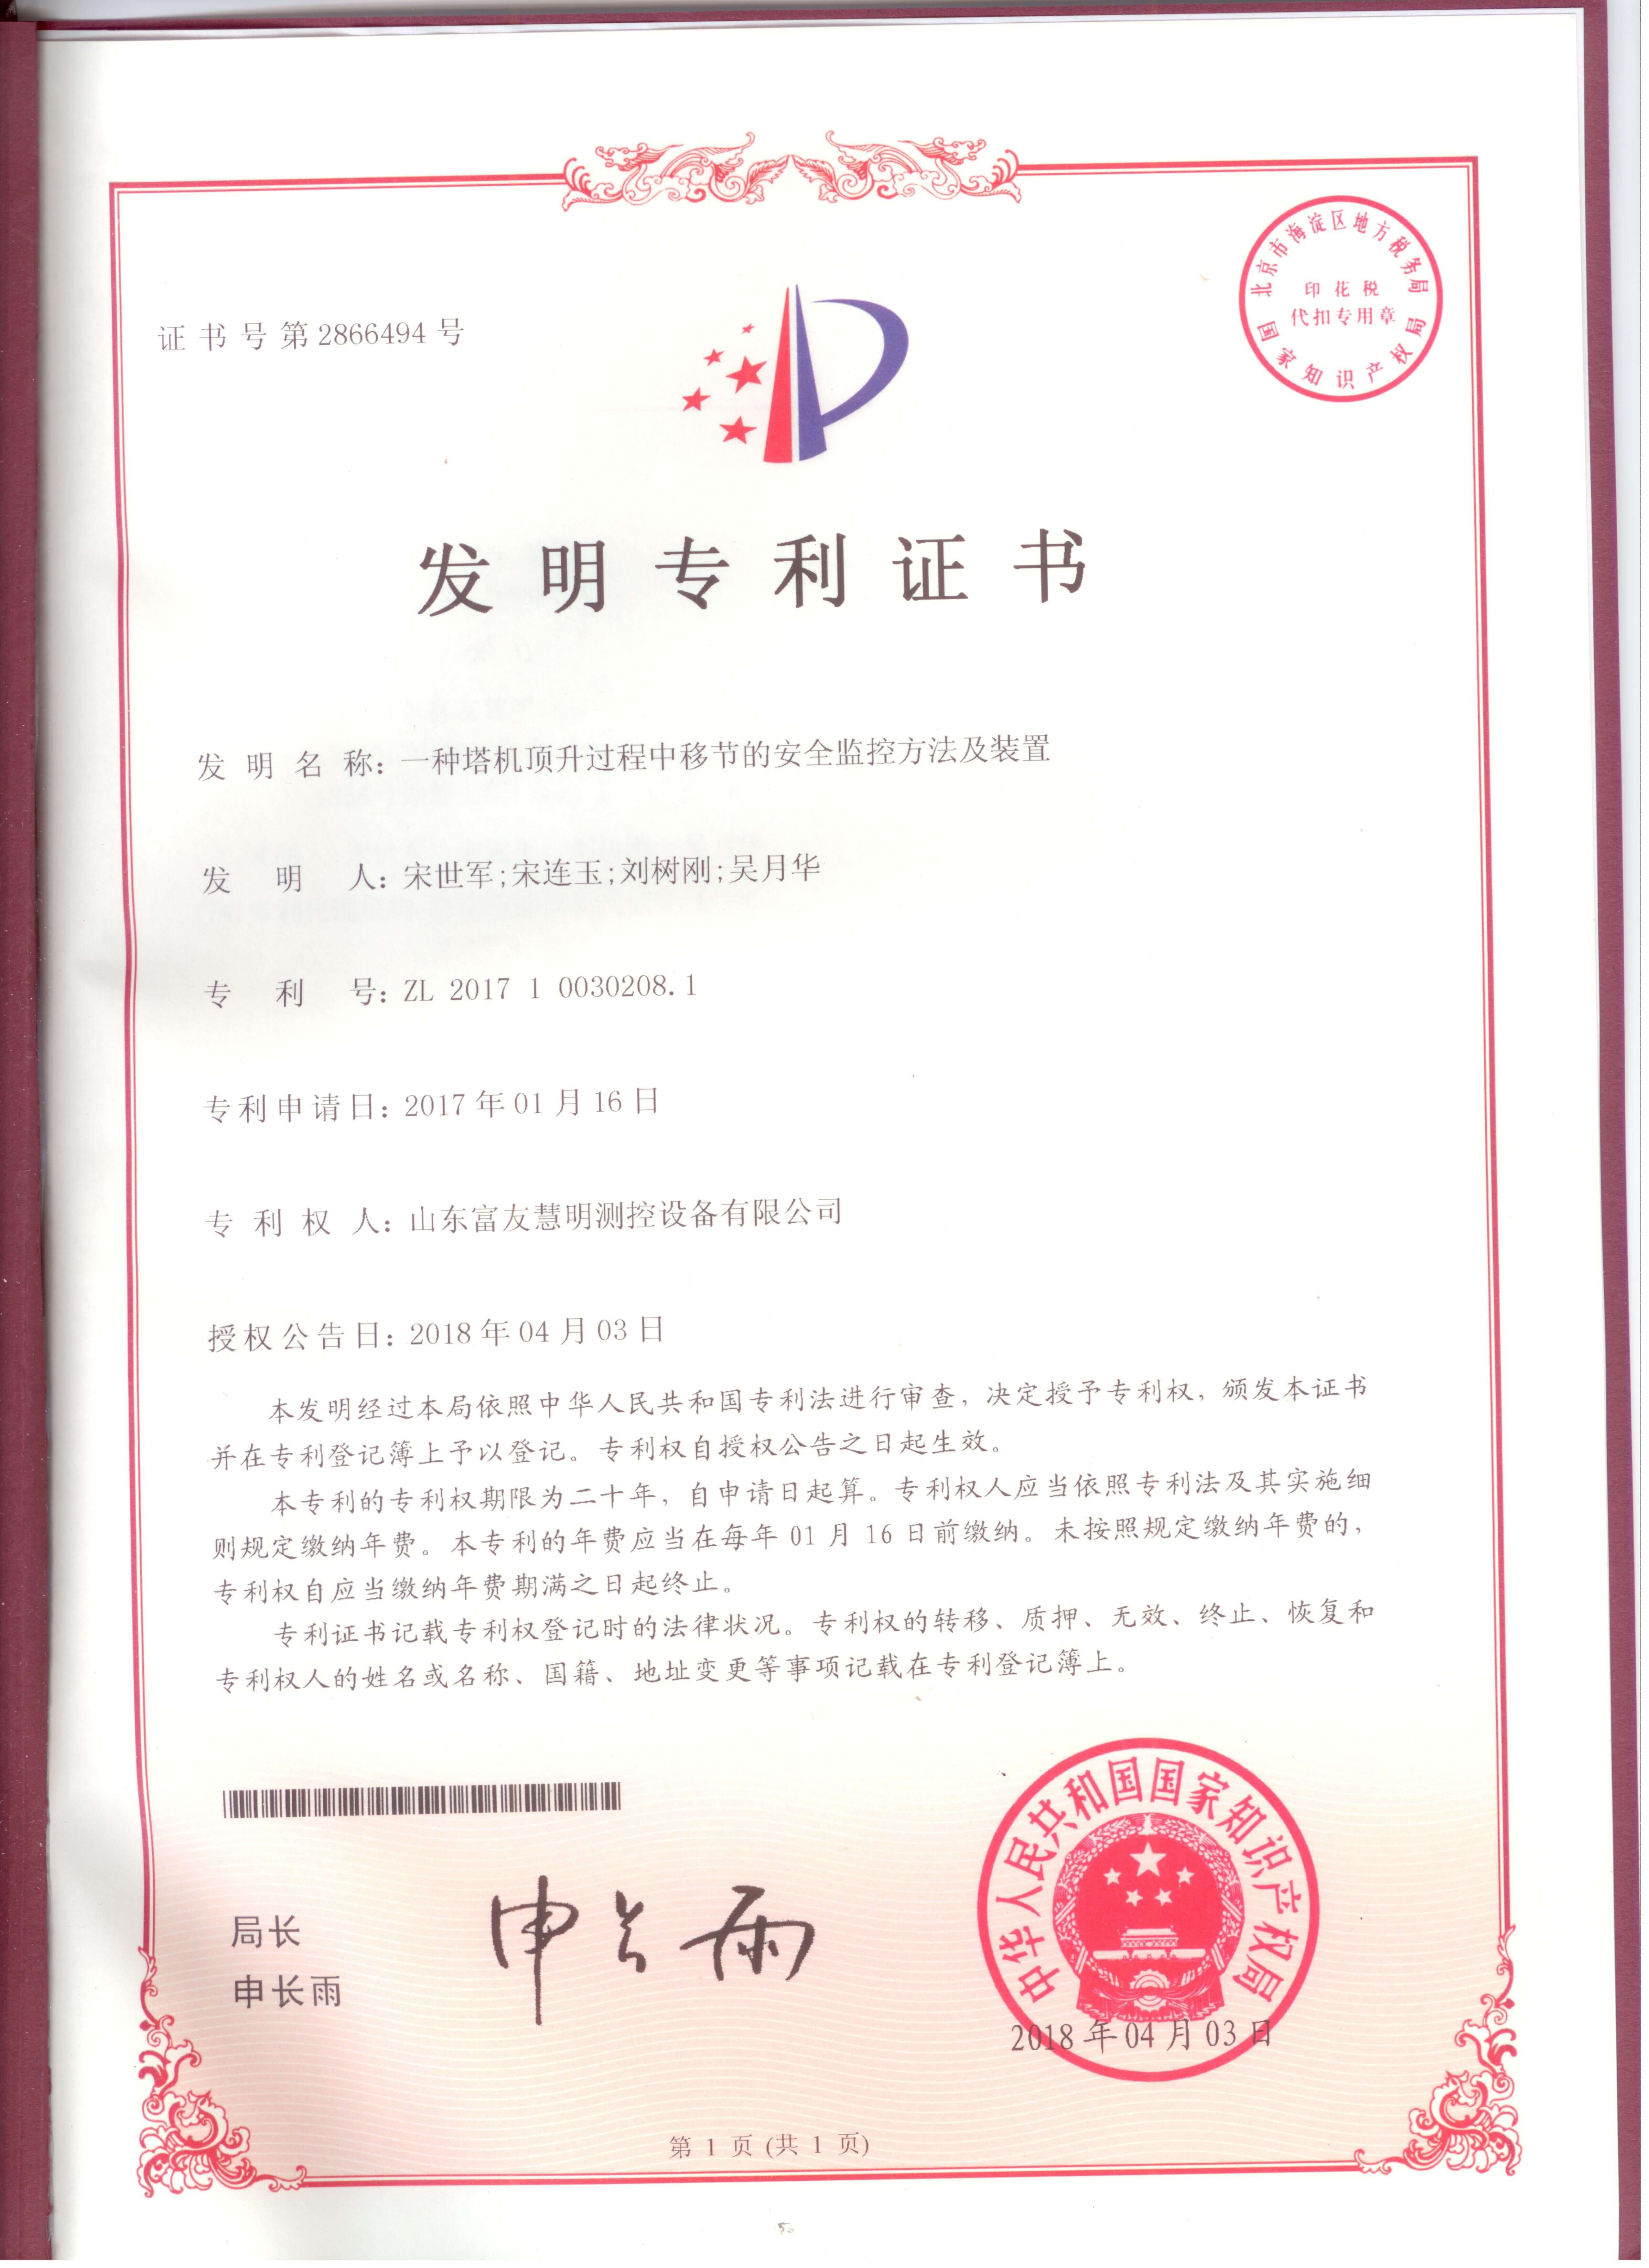 证书号第2866494号
北京市海淀区地方税务局
印花税
代扣专用章
国家知识产权局
发明专利证书
发明名称：一种塔机顶升过程中移节的安全监控方法及装置
发明人：宋世军;宋连玉;刘树刚;吴月华
专利号：ZL 2017 1 0030208.1
专利申请日：2017年01月16日
专利权人：山东富友慧明测控设备有限公司
授权公告日：2018年04月03日
本发明经过本局依照中华人民共和国专利法进行审查，决定授予专利权，颁发本证书
并在专利登记簿上予以登记。专利权自授权公告之日起生效。
本专利的专利权期限为二十年，自申请日起算。专利权人应当依照专利法及其实施细
则规定缴纳年费。本专利的年费应当在每年01月16日前缴纳。未按照规定缴纳年费的，
专利权自应当缴纳年费期满之日起终止。
专利证书记载专利权登记时的法律状况。专利权的转移、质押、无效、终止、恢复和
专利权人的姓名或名称、国籍、地址变更等事项记载在专利登记簿上。
局长
申长雨
申长雨
中华人民共和国国家知识产权局
2018年04月03日
第 1 页 (共 1 页)